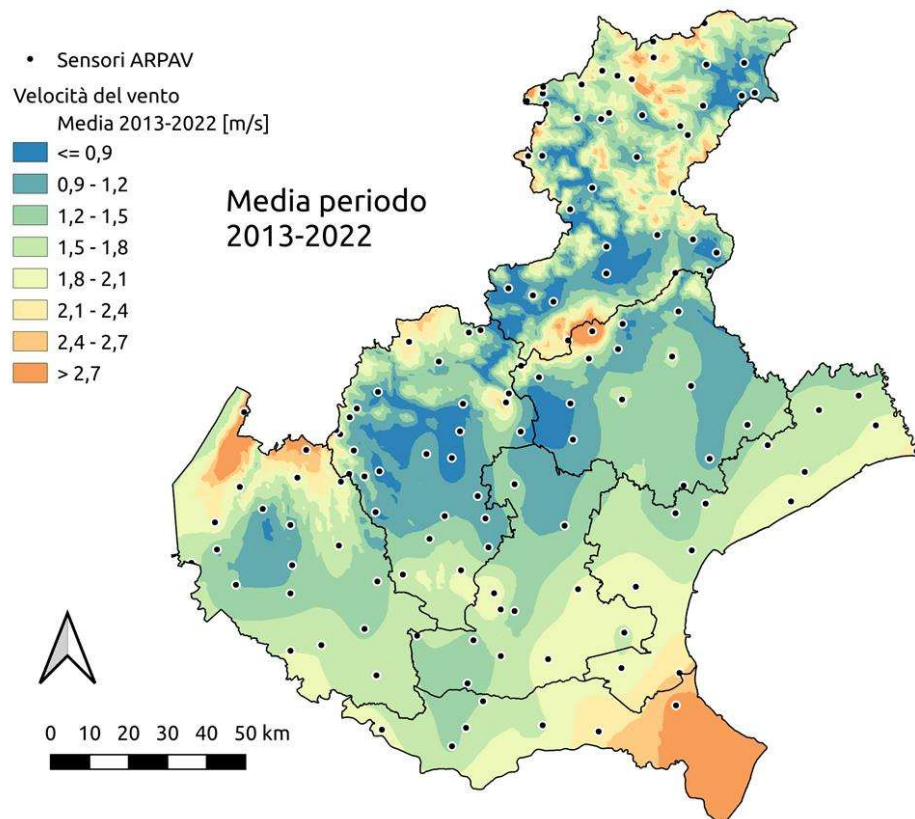 Sensori ARPAV
Velocità del vento
Media 2013-2022 [m/s]
<= 0,9
0,9 - 1,2
1,2 - 1,5
1,5 - 1,8
1,8 - 2,1
2,1 - 2,4
2,4 - 2,7
> 2,7
Media periodo
2013-2022
0 10 20 30 40 50 km